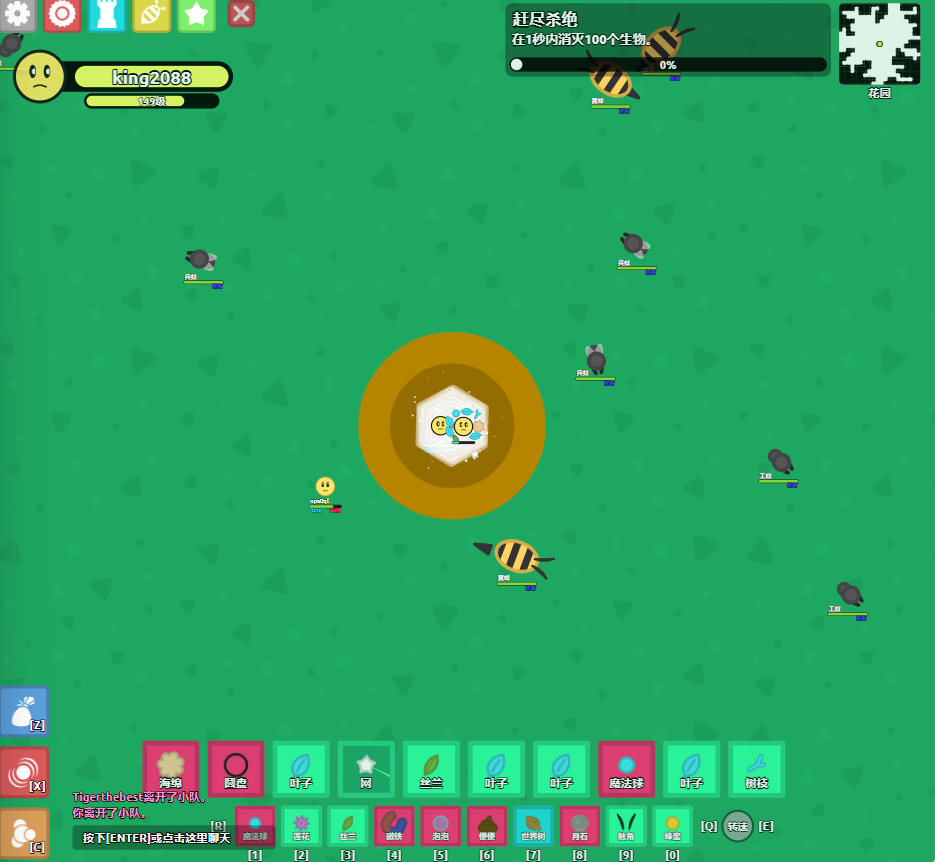 赶尽杀绝
在1秒内消灭100个生物。
0%
king2088
149级
花园
黄蜂
兵蚁
兵蚁
兵蚁
工蚁
黄蜂
工蚁
[Z]
[X]
[C]
海绵
圆盘
叶子
网
丝兰
叶子
叶子
魔法球
叶子
树枝
Tigerthebest离开了小队。
你离开了小队。
按下[ENTER]或点击这里聊天
[R]
魔法球
莲花
丝兰
磁铁
泡泡
便便
世界树
月石
触角
蜂蜜
[Q]
转速
[E]
[1]
[2]
[3]
[4]
[5]
[6]
[7]
[8]
[9]
[0]